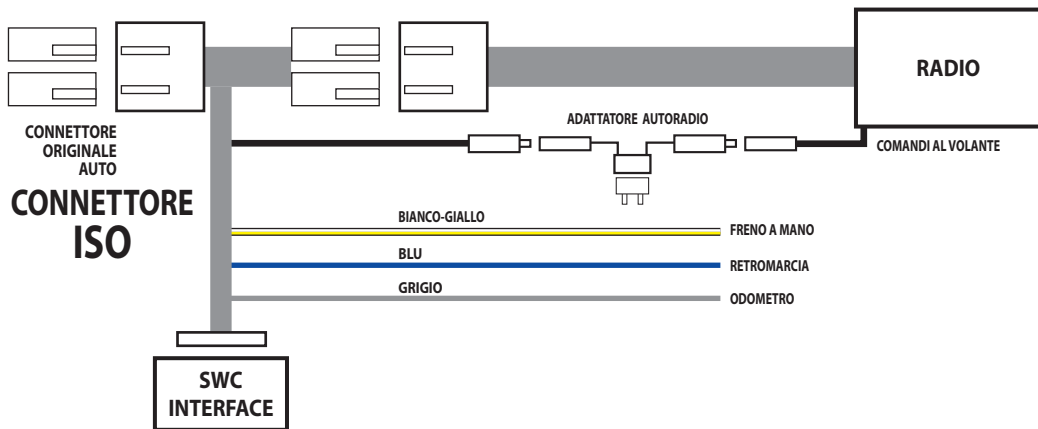 RADIO
ADATTATORE AUTORADIO
COMANDI AL VOLANTE
CONNETTORE
ORIGINALE
AUTO
CONNETTORE
ISO
BIANCO-GIALLO
FRENO A MANO
BLU
RETROMARCIA
GRIGIO
ODOMETRO
SWC
INTERFACE